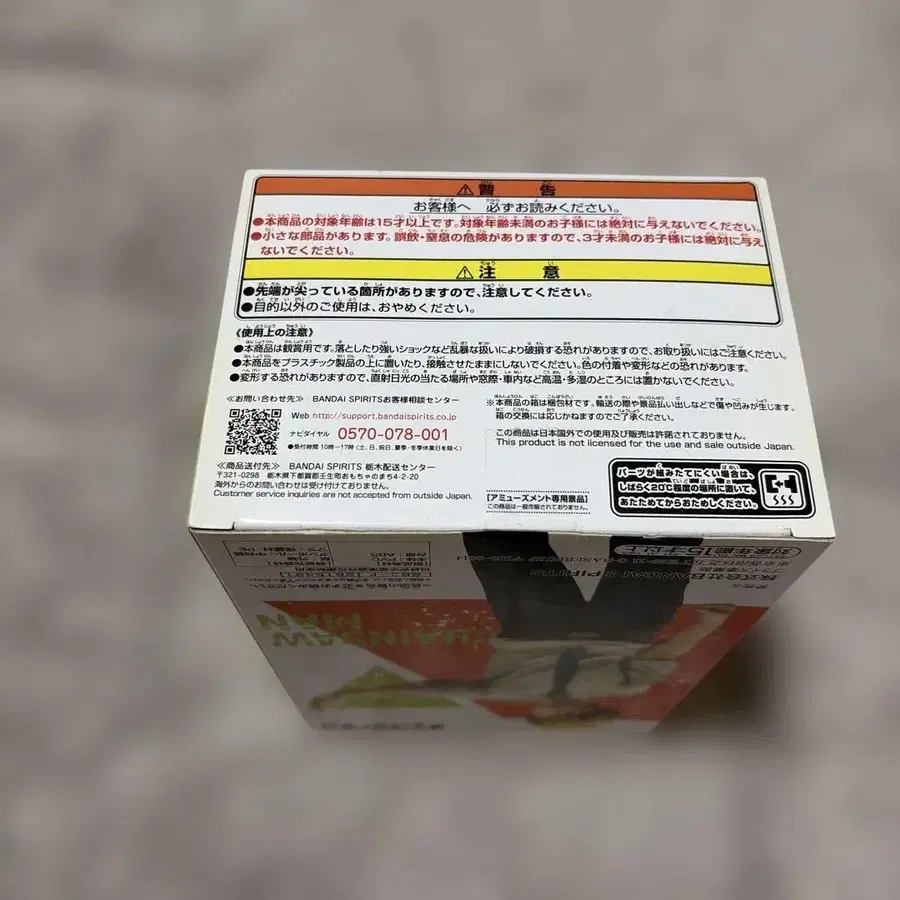 ⚠警告
お客様へ 必ずお読みください。
●本商品の対象年齢は15才以上です。対象年齢未満のお子様には絶対に与えないでください。
●小さな部品があります。誤飲・窒息の危険がありますので、3才未満のお子様には絶対に与え
ないでください。
⚠注意
●先端が尖っている箇所がありますので、注意してください。
●目的以外のご使用は、おやめください。
《使用上の注意》
●本商品は観賞用です。落としたり強いショックなど乱暴な扱いにより破損する恐れがありますので、お取り扱いにはご注意ください。
●本商品をプラスチック製品の上に置いたり、接触させたままにしないでください。色の付着や変形などの恐れがあります。
●変形する恐れがありますので、直射日光の当たる場所や窓際・車内など高温・多湿のところには置かないでください。
≪お問い合わせ先≫ BANDAI SPIRITSお客様相談センター
Web http://support.bandaispirits.co.jp
ナビダイヤル 0570-078-001
●受付時間 10時〜17時(土、日、祝日、夏季・冬季休業日を除く)
≪商品送付先≫ BANDAI SPIRITS 栃木配送センター
〒321-0298 栃木県下都賀郡壬生町おもちゃのまち4-2-20
海外からのお問い合わせは受け付けておりません。
Customer service inquiries are not accepted from outside Japan.
※本商品の箱は梱包材です。輸送の際や景品払い出しなどで傷や凹みが生じます。
箱の交換には応じかねますのでご了承ください。
この商品は日本国外での使用及び販売は許諾されておりません。
This product is not licensed for the use and sale outside Japan.
[アミューズメント専用景品]
この商品は一般市販されておりません。
パーツが組みたてにくい場合は、
しばらく20℃程度の場所に置いて、
あたためてからおためしください。
株式会社BANDAI SPIRITS
対象年齢15才以上
CHAINSAW
MAN